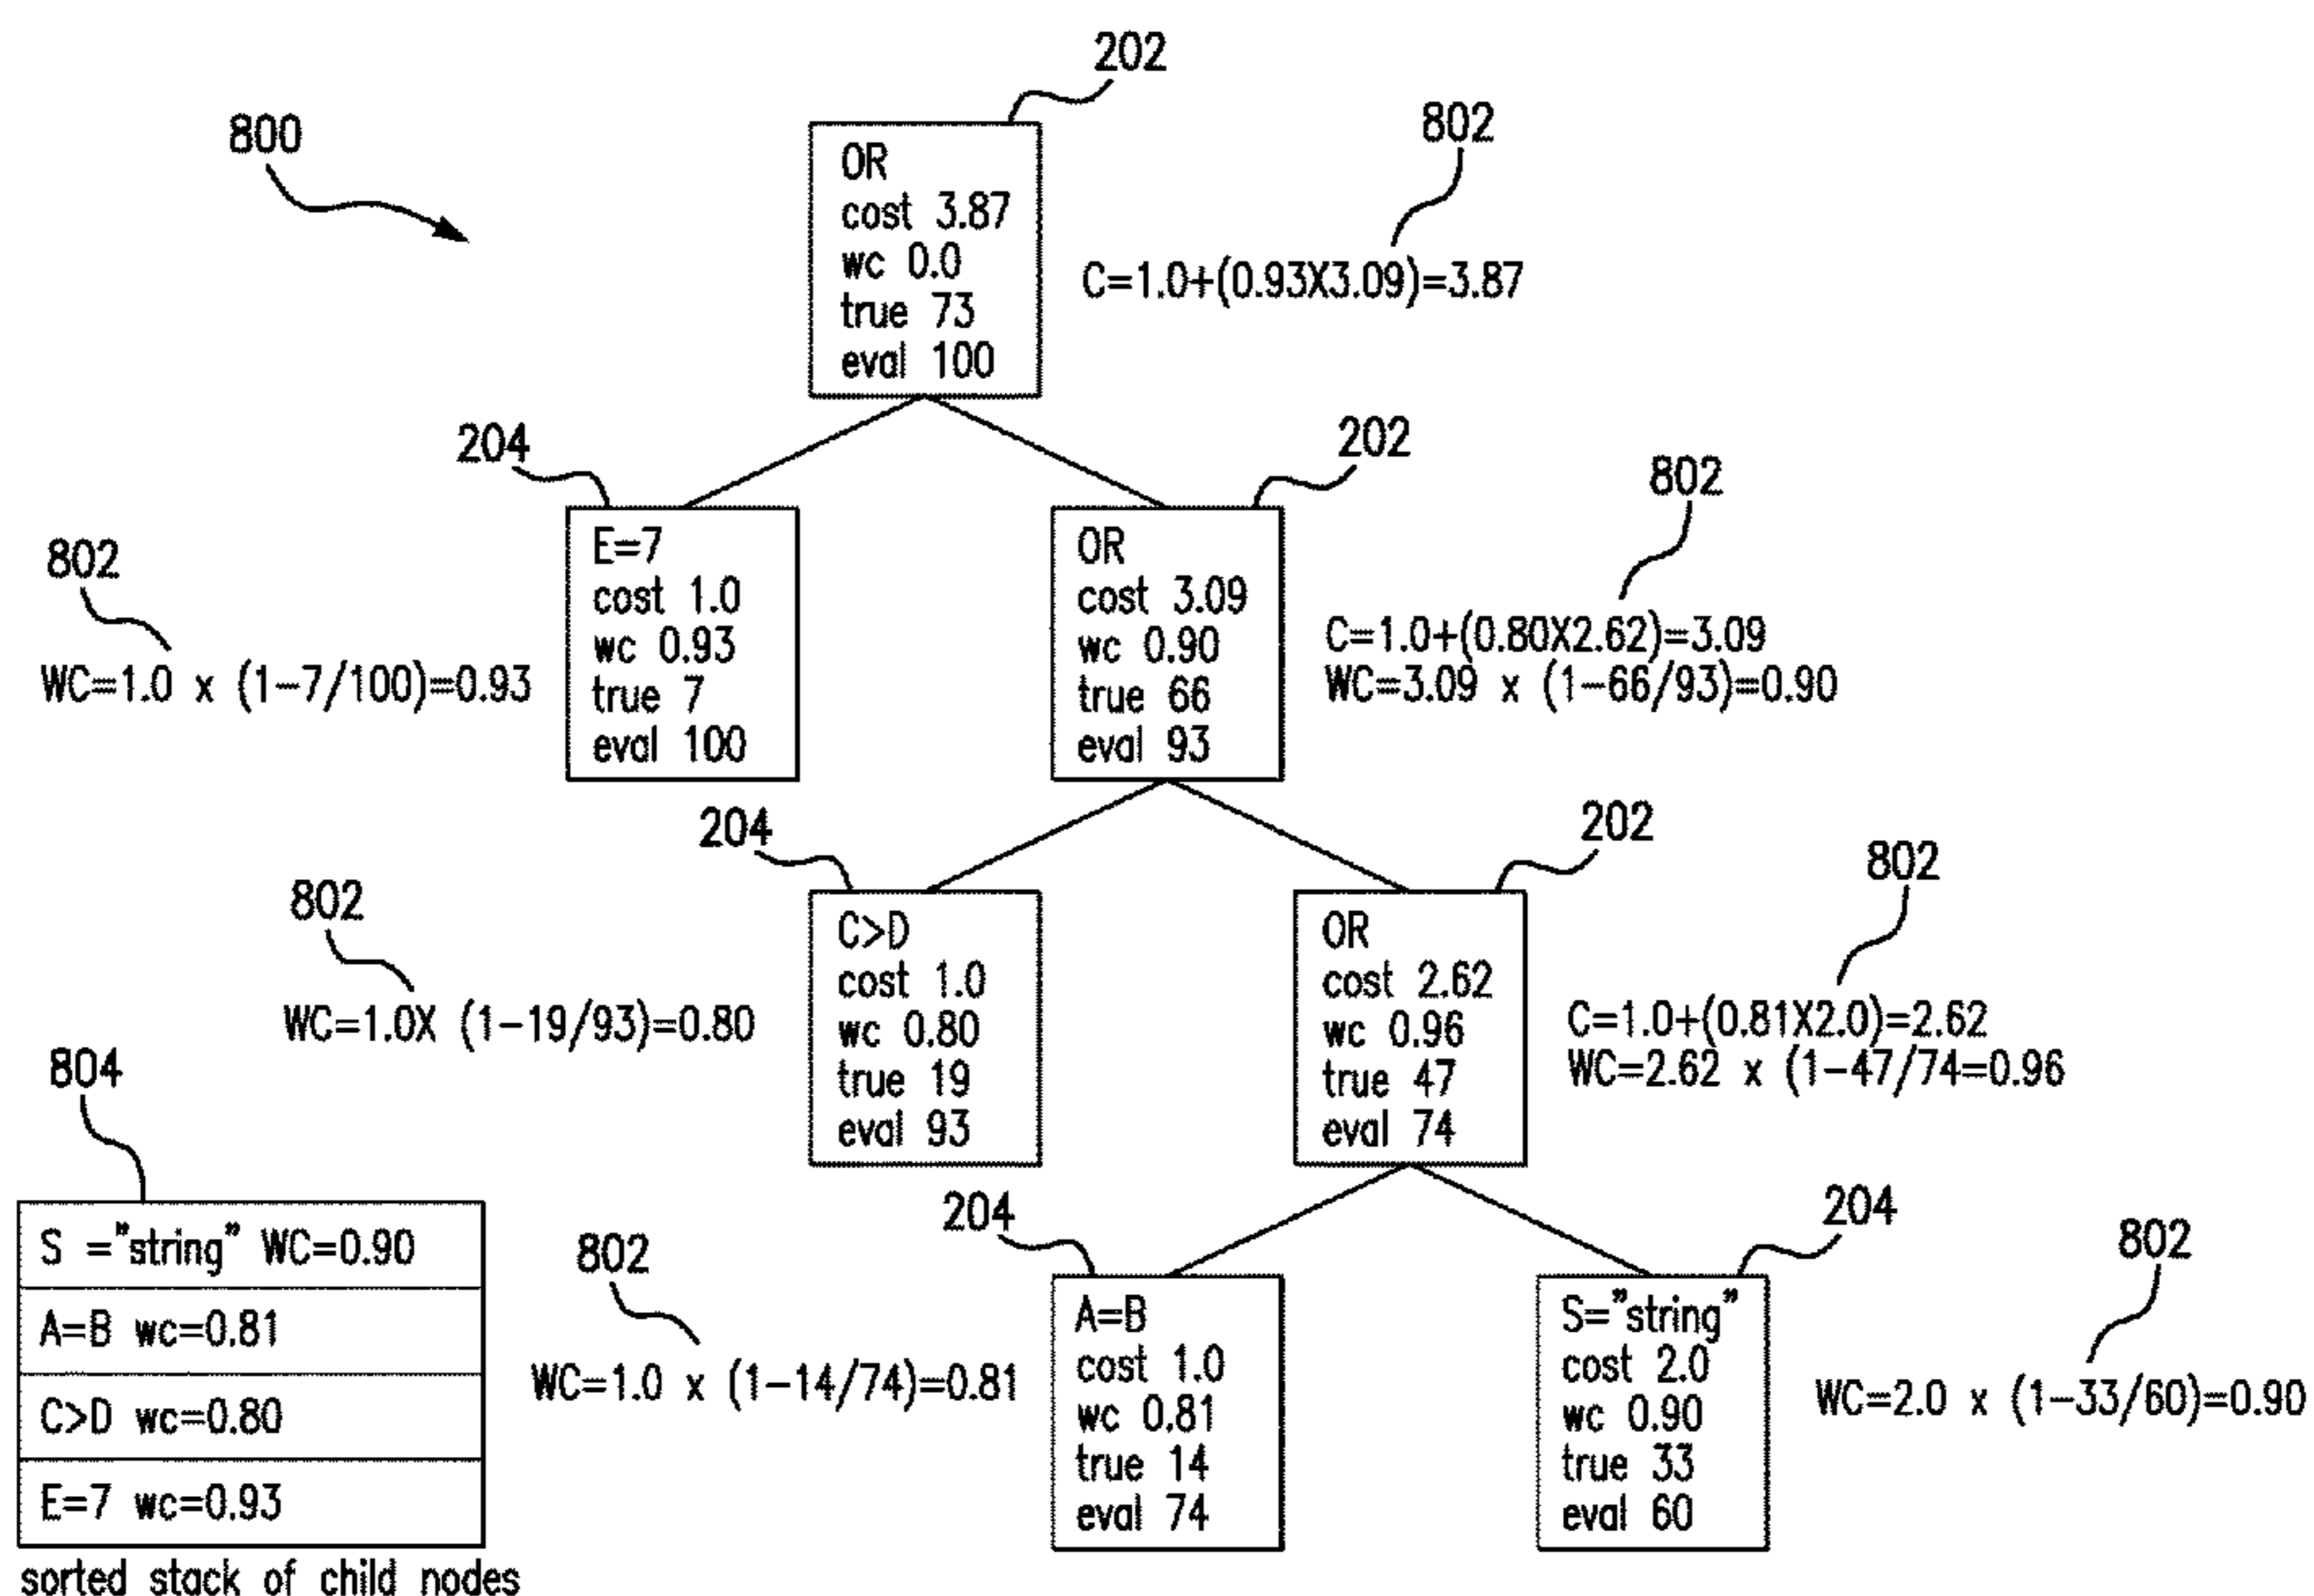 202
800
802
OR
cost 3.87
wc 0.0
true 73
eval 100
C=1.0+(0.93X3.09)=3.87
204
202
802
802
E=7
cost 1.0
wc 0.93
true 7
eval 100
WC=1.0 x (1-7/100)=0.93
OR
cost 3.09
wc 0.90
true 66
eval 93
C=1.0+(0.80X2.62)=3.09
WC=3.09 x (1-66/93)=0.90
204
202
802
802
C>D
cost 1.0
wc 0.80
true 19
eval 93
WC=1.0X (1-19/93)=0.80
OR
cost 2.62
wc 0.96
true 47
eval 74
C=1.0+(0.81X2.0)=2.62
WC=2.62 x (1-47/74=0.96
804
S ="string" WC=0.90
A=B wc=0.81
C>D wc=0.80
E=7 wc=0.93
sorted stack of child nodes
802
204
204
802
WC=1.0 x (1-14/74)=0.81
A=B
cost 1.0
wc 0.81
true 14
eval 74
S="string"
cost 2.0
wc 0.90
true 33
eval 60
WC=2.0 x (1-33/60)=0.90